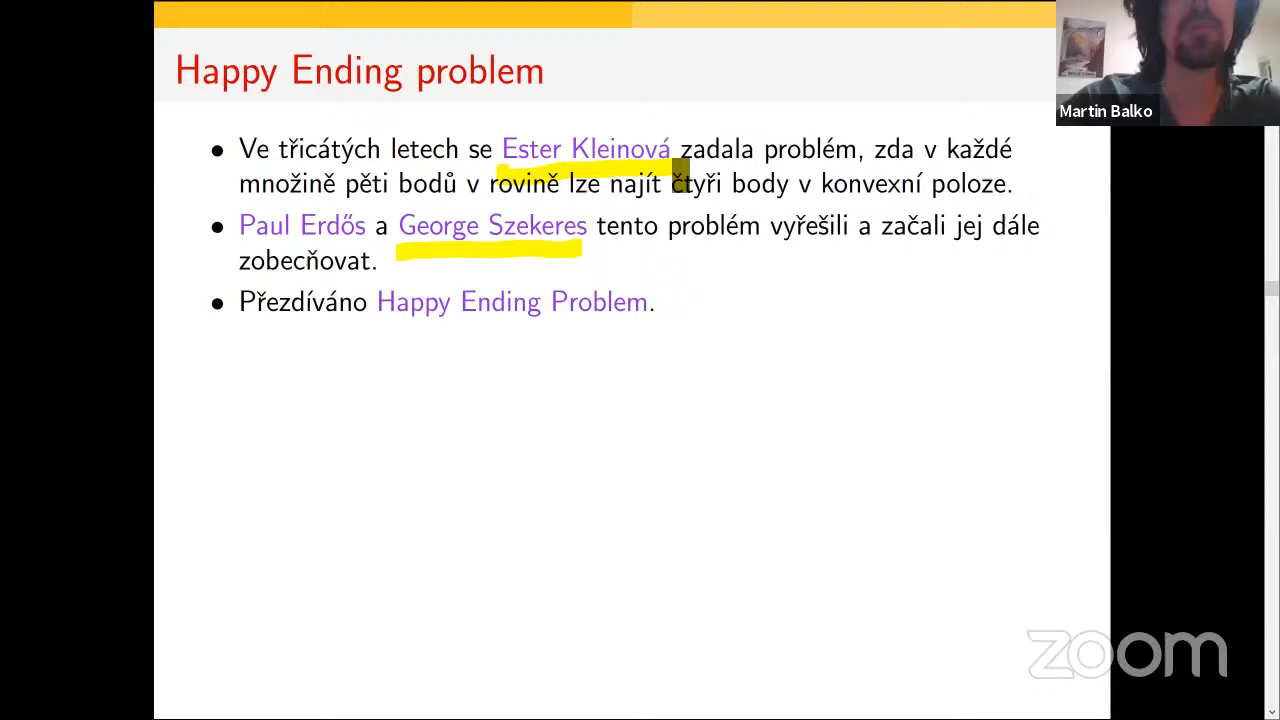 Happy Ending problem
Martin Balko
• Ve třicátých letech se Ester Kleinová zadala problém, zda v každé
množině pěti bodů v rovině lze najít čtyři body v konvexní poloze.
• Paul Erdős a George Szekeres tento problém vyřešili a začali jej dále
zobecňovat.
• Přezdíváno Happy Ending Problem.
zoom